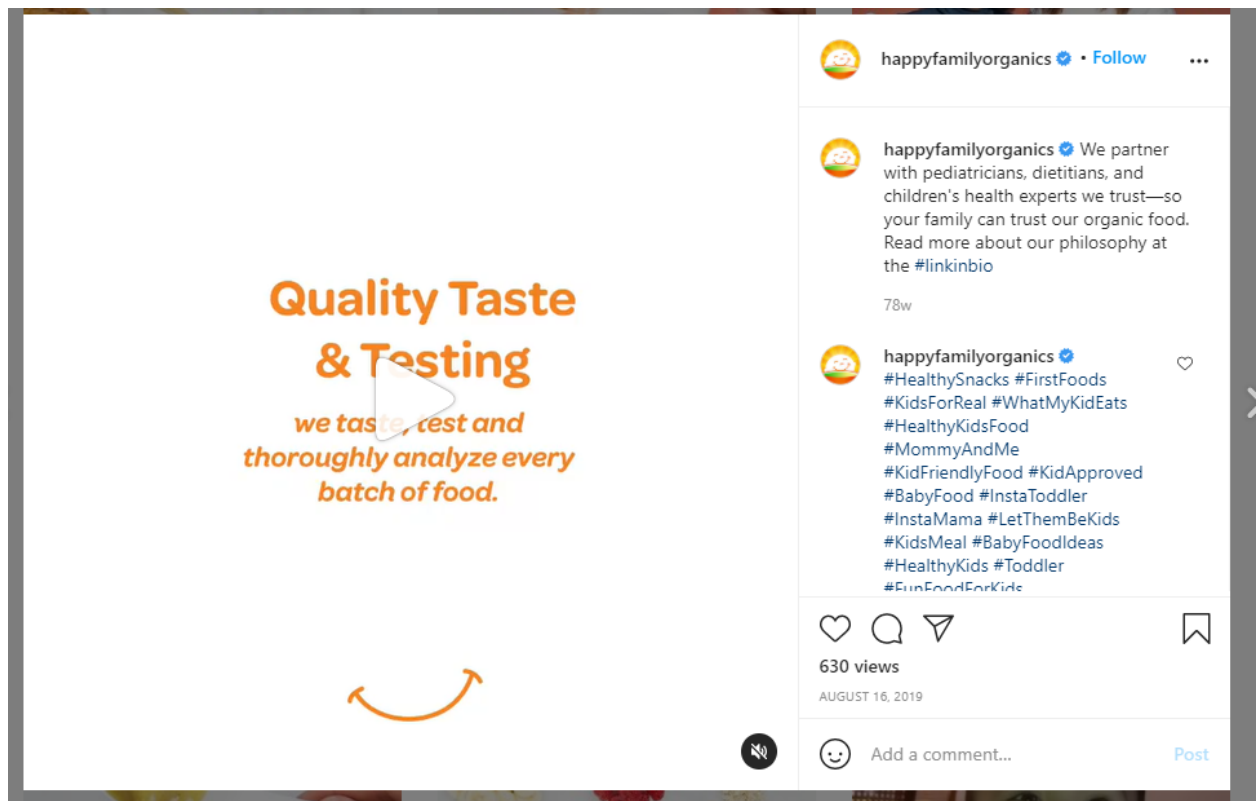 Quality Taste
& Testing
we taste, test and
thoroughly analyze every
batch of food.
happyfamilyorganics • Follow
happyfamilyorganics We partner
with pediatricians, dietitians, and
children's health experts we trust—so
your family can trust our organic food.
Read more about our philosophy at
the #linkinbio
78w
happyfamilyorganics
#HealthySnacks #FirstFoods
#KidsForReal #WhatMyKidEats
#HealthyKidsFood
#MommyAndMe
#KidFriendlyFood #KidApproved
#BabyFood #InstaToddler
#InstaMama #LetThemBeKids
#KidsMeal #BabyFoodIdeas
#HealthyKids #Toddler
#FunFoodForKids
630 views
AUGUST 16, 2019
Add a comment... Post